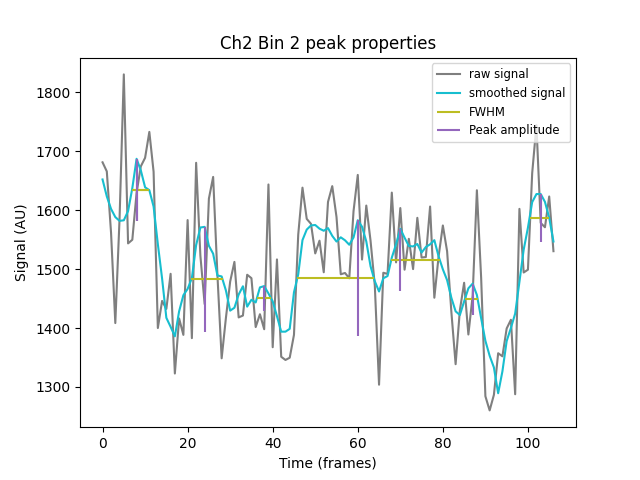 Ch2 Bin 2 peak properties
raw signal
smoothed signal
FWHM
Peak amplitude
1800
1700
1600
1500
1400
1300
Signal (AU)
0 20 40 60 80 100
Time (frames)